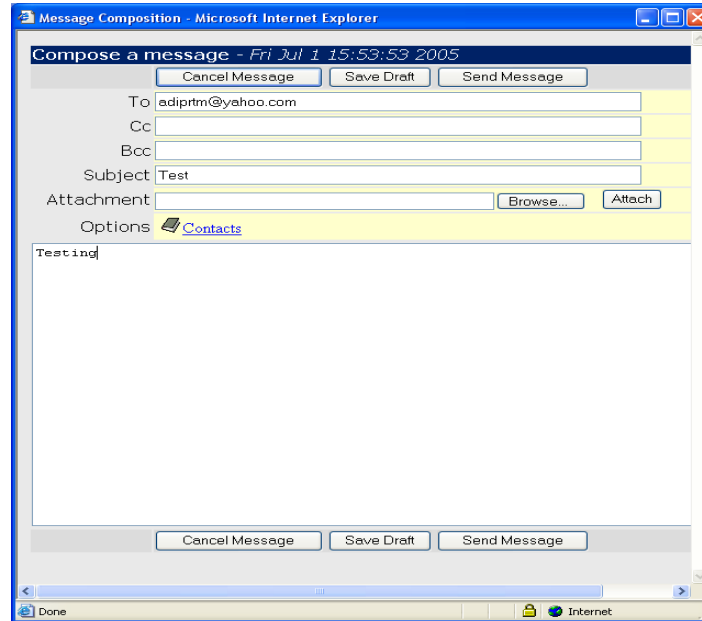 Message Composition - Microsoft Internet Explorer
Compose a message - Fri Jul 1 15:53:53 2005
Cancel Message Save Draft Send Message
To adiprtm@yahoo.com
Cc
Bcc
Subject Test
Attachment Browse... Attach
Options Contacts
Testing
Cancel Message Save Draft Send Message
Done Internet